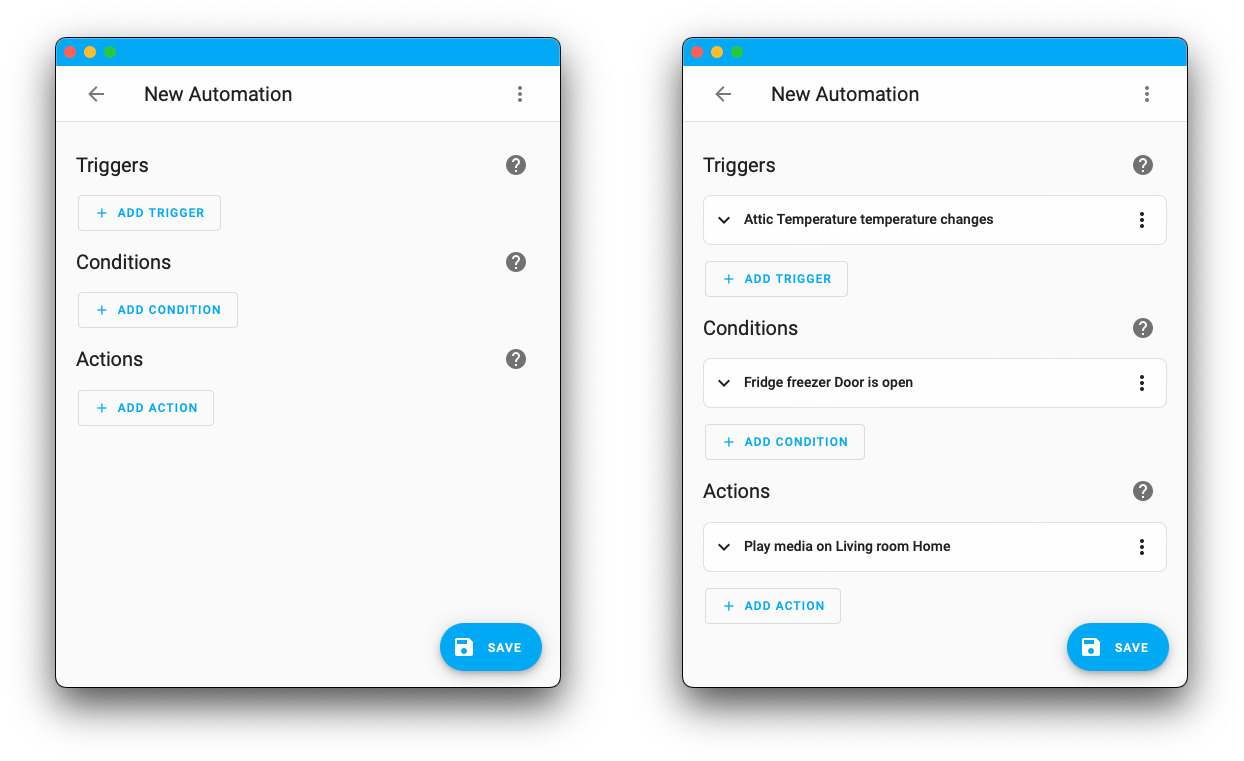 New Automation
Triggers
ADD TRIGGER
Conditions
ADD CONDITION
Actions
ADD ACTION
SAVE
New Automation
Triggers
Attic Temperature temperature changes
ADD TRIGGER
Conditions
Fridge freezer Door is open
ADD CONDITION
Actions
Play media on Living room Home
ADD ACTION
SAVE